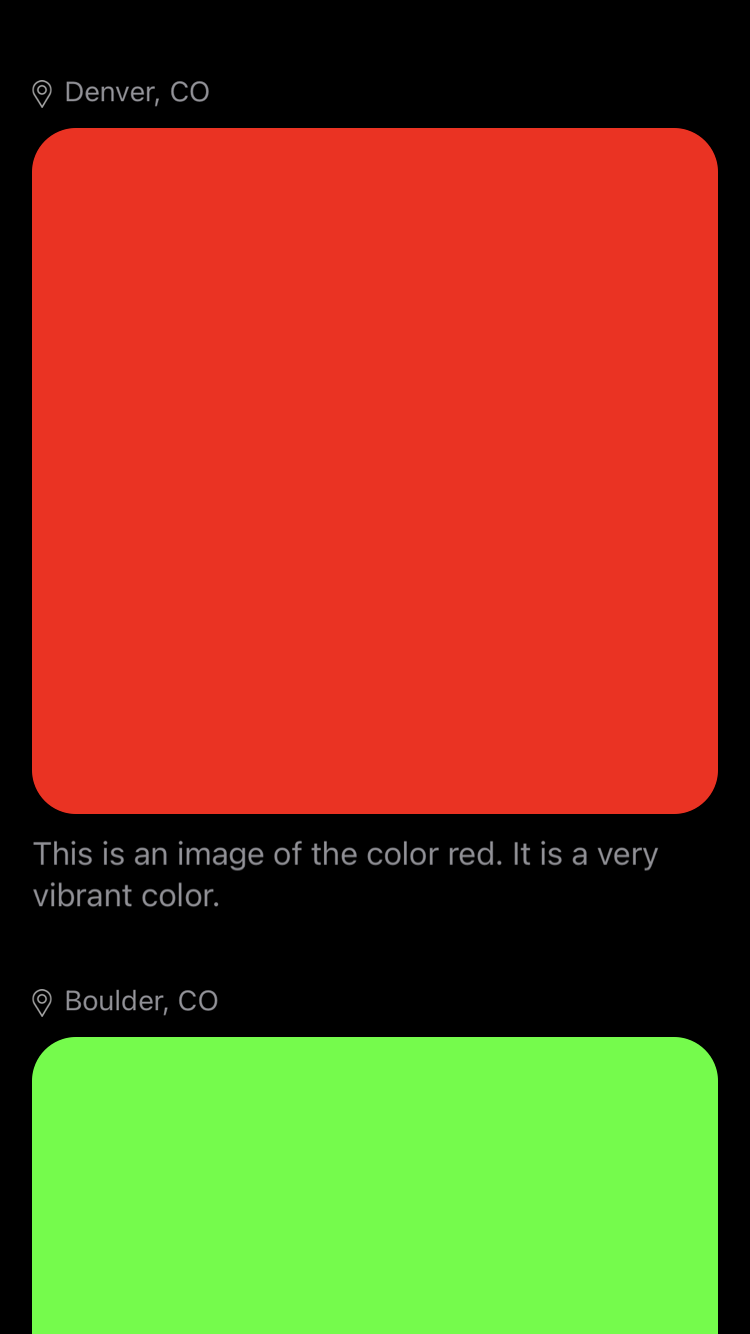 Denver, CO
This is an image of the color red. It is a very
vibrant color.
Boulder, CO